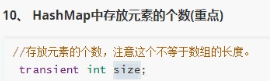 10、 HashMap中存放元素的个数(重点)
//存放元素的个数，注意这个不等于数组的长度。
transient int size;